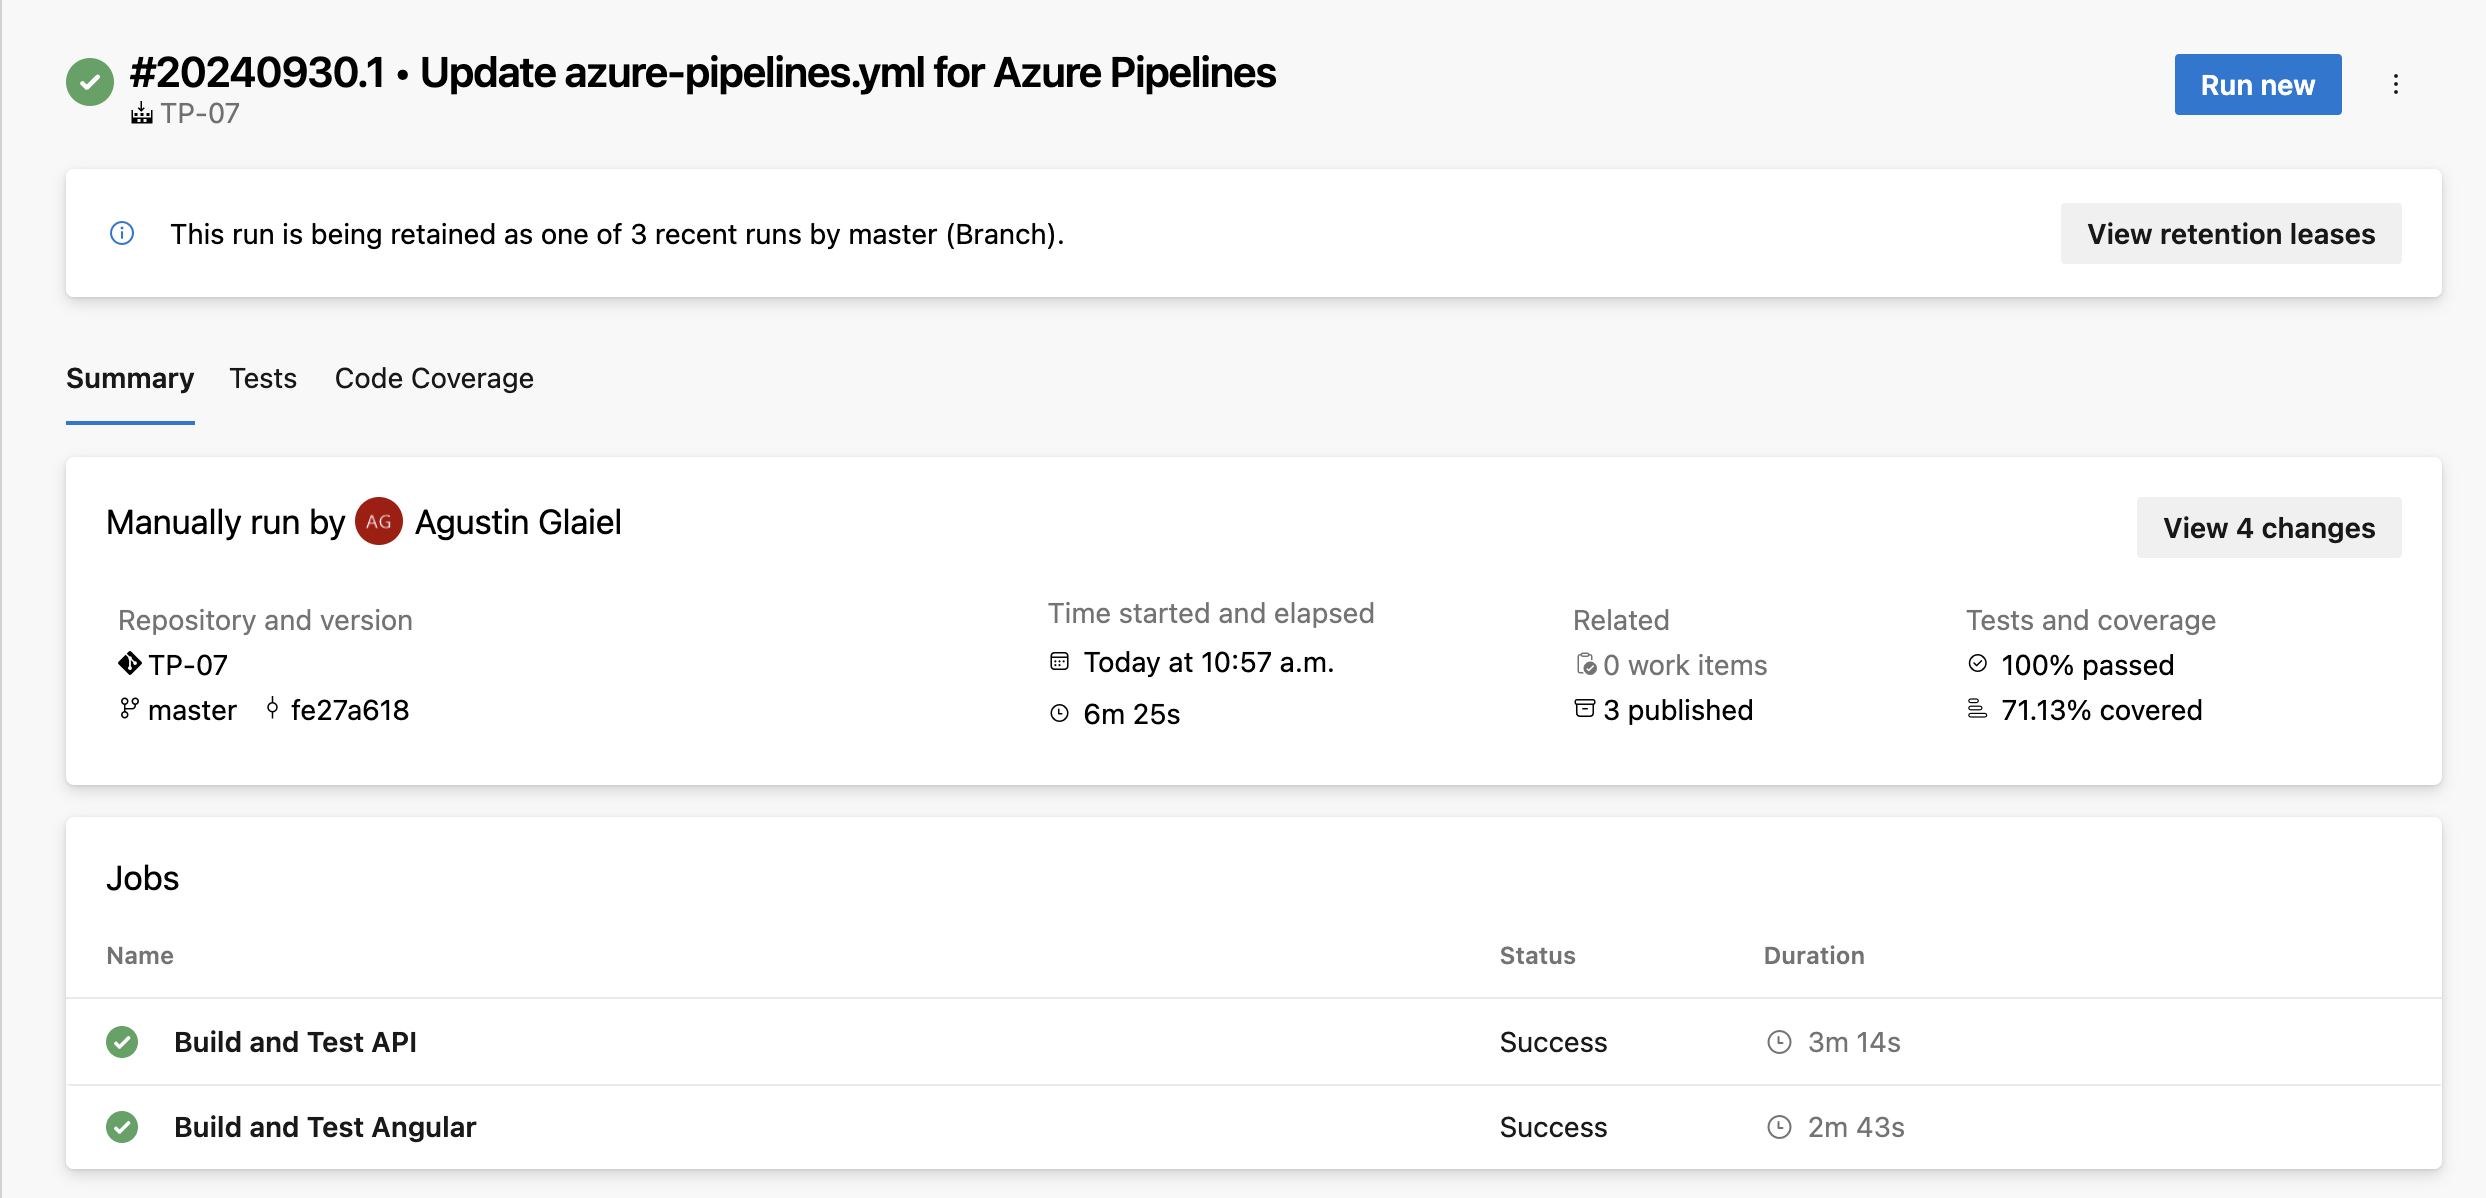 #20240930.1 • Update azure-pipelines.yml for Azure Pipelines
TP-07
Run new
This run is being retained as one of 3 recent runs by master (Branch).
View retention leases
Summary Tests Code Coverage
Manually run by AG Agustin Glaiel
View 4 changes
Repository and version
TP-07
master fe27a618
Time started and elapsed
Today at 10:57 a.m.
6m 25s
Related
0 work items
3 published
Tests and coverage
100% passed
71.13% covered
Jobs
Name Status Duration
Build and Test API Success 3m 14s
Build and Test Angular Success 2m 43s